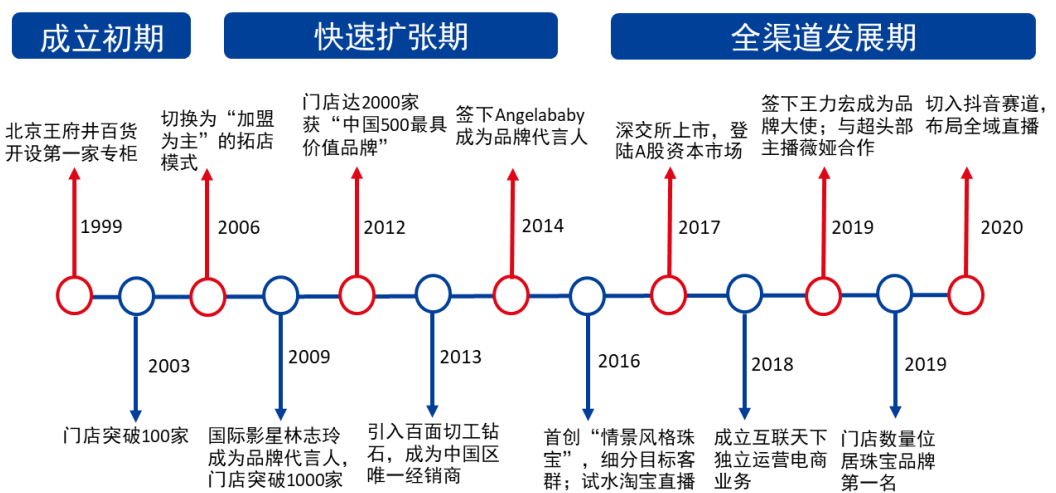 成立初期
快速扩张期
全渠道发展期
北京王府井百货
开设第一家专柜
1999
切换为“加盟
为主”的拓店
模式
2006
门店达2000家
获“中国500最具
价值品牌”
2012
签下Angelababy
成为品牌代言人
2014
深交所上市，登
陆A股资本市场
2017
签下王力宏成为品
牌大使；与超头部
主播薇娅合作
2019
切入抖音赛道，
布局全域直播
2020
2003
门店突破100家
2009
国际影星林志玲
成为品牌代言人，
门店突破1000家
2013
引入百面切工钻
石，成为中国区
唯一经销商
2016
首创“情景风格珠
宝”，细分目标客
群；试水淘宝直播
2018
成立互联天下
独立运营电商
业务
2019
门店数量位
居珠宝品牌
第一名